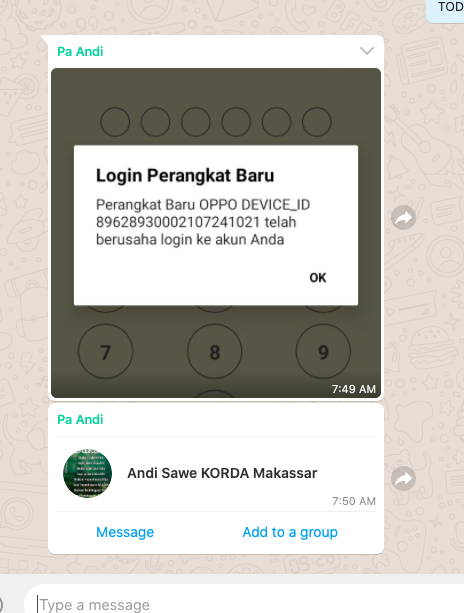 TOD
Pa Andi
Login Perangkat Baru
Perangkat Baru OPPO DEVICE_ID
89628930002107241021 telah
berusaha login ke akun Anda
OK
7
8
9
7:49 AM
Pa Andi
Andi Sawe KORDA Makassar
7:50 AM
Message
Add to a group
Type a message